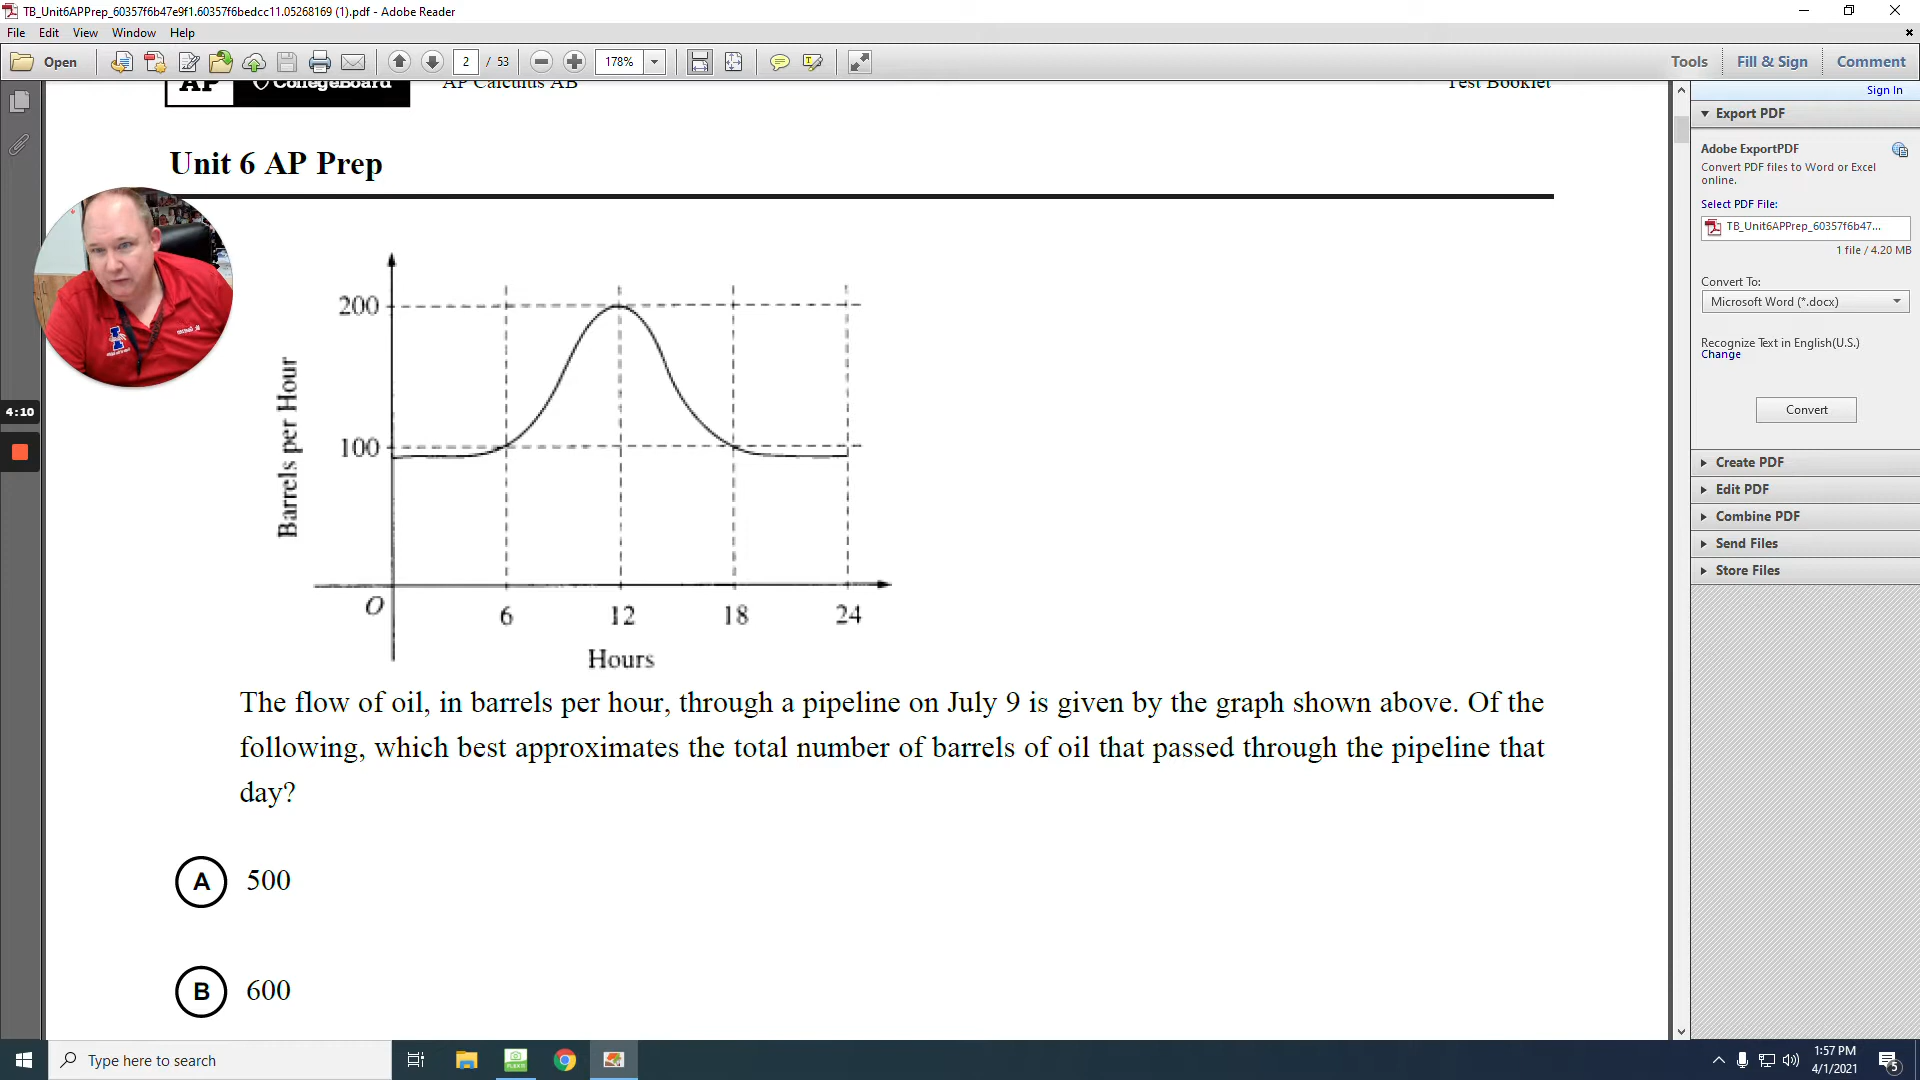 TB_Unit6APPrep_60357f6b47e9f1.60357f6bedcc11.05268169 (1).pdf - Adobe Reader
File Edit View Window Help
Open 2 / 53 178% Tools Fill & Sign Comment
AP CollegeBoard AP Calculus AB Test Booklet
Sign In
Export PDF
Adobe ExportPDF
Convert PDF files to Word or Excel
online.
Select PDF File:
TB_Unit6APPrep_60357f6b47...
1 file / 4.20 MB
Convert To:
Microsoft Word (*.docx)
Recognize Text in English(U.S.)
Change
Convert
Create PDF
Edit PDF
Combine PDF
Send Files
Store Files
Unit 6 AP Prep
4:10
200
100
Barrels per Hour
O 6 12 18 24
Hours
The flow of oil, in barrels per hour, through a pipeline on July 9 is given by the graph shown above. Of the
following, which best approximates the total number of barrels of oil that passed through the pipeline that
day?
A 500
B 600
Type here to search
1:57 PM
4/1/2021
5